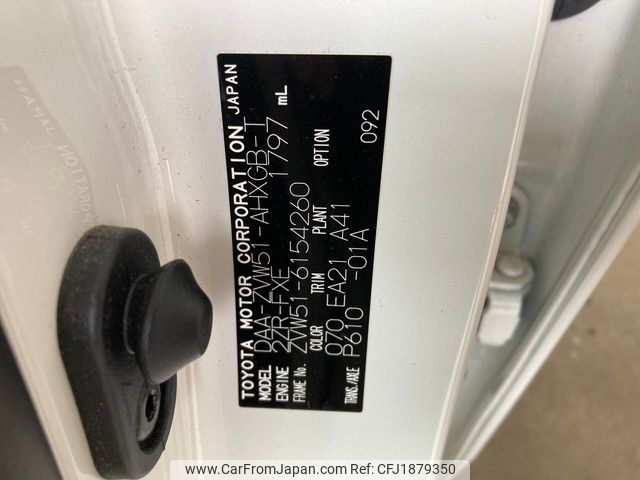 TOYOTA MOTOR CORPORATION JAPAN
MODEL DAA-ZVW51-AHXGB-T
ENGINE 2ZR-FXE 1797 mL
FRAME No. ZVW51-6154260
COLOR TRIM PLANT OPTION
070 EA21 A41 092
TRANS./AXLE P610 -01A
www.CarFromJapan.com | Ref No. CFJ1879350